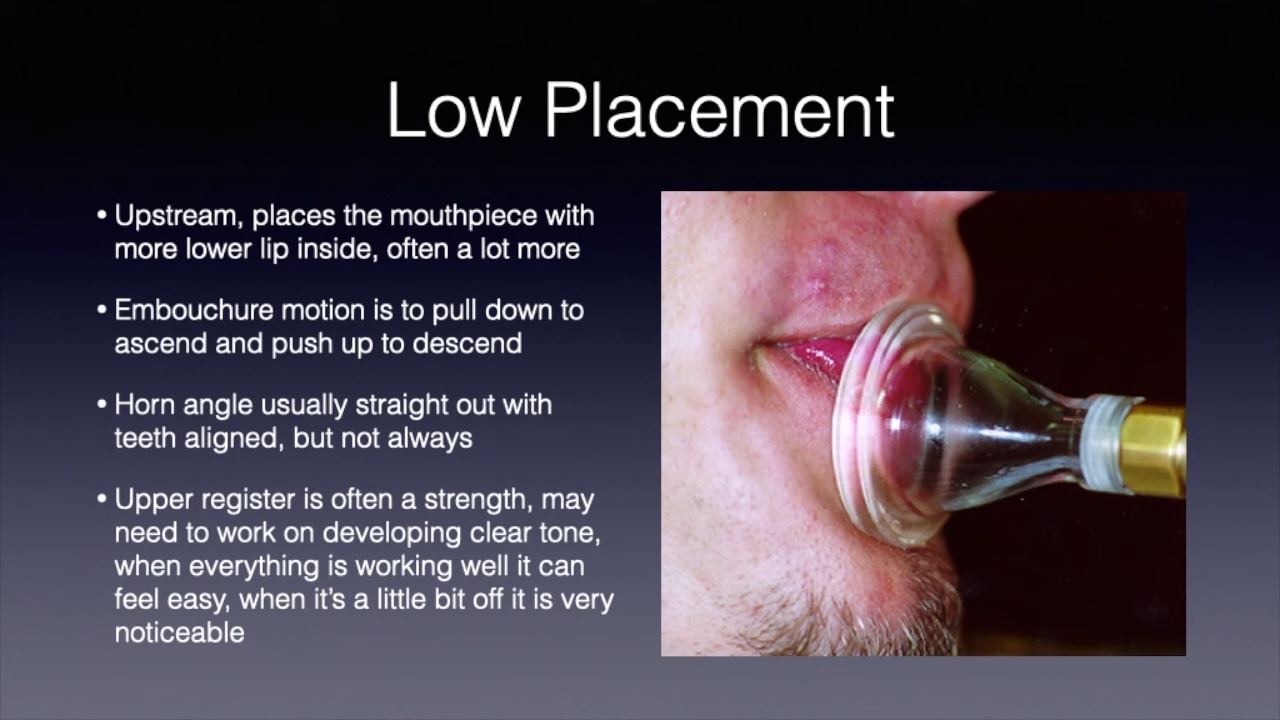 Low Placement
• Upstream, places the mouthpiece with
more lower lip inside, often a lot more
• Embouchure motion is to pull down to
ascend and push up to descend
• Horn angle usually straight out with
teeth aligned, but not always
• Upper register is often a strength, may
need to work on developing clear tone,
when everything is working well it can
feel easy, when it’s a little bit off it is very
noticeable